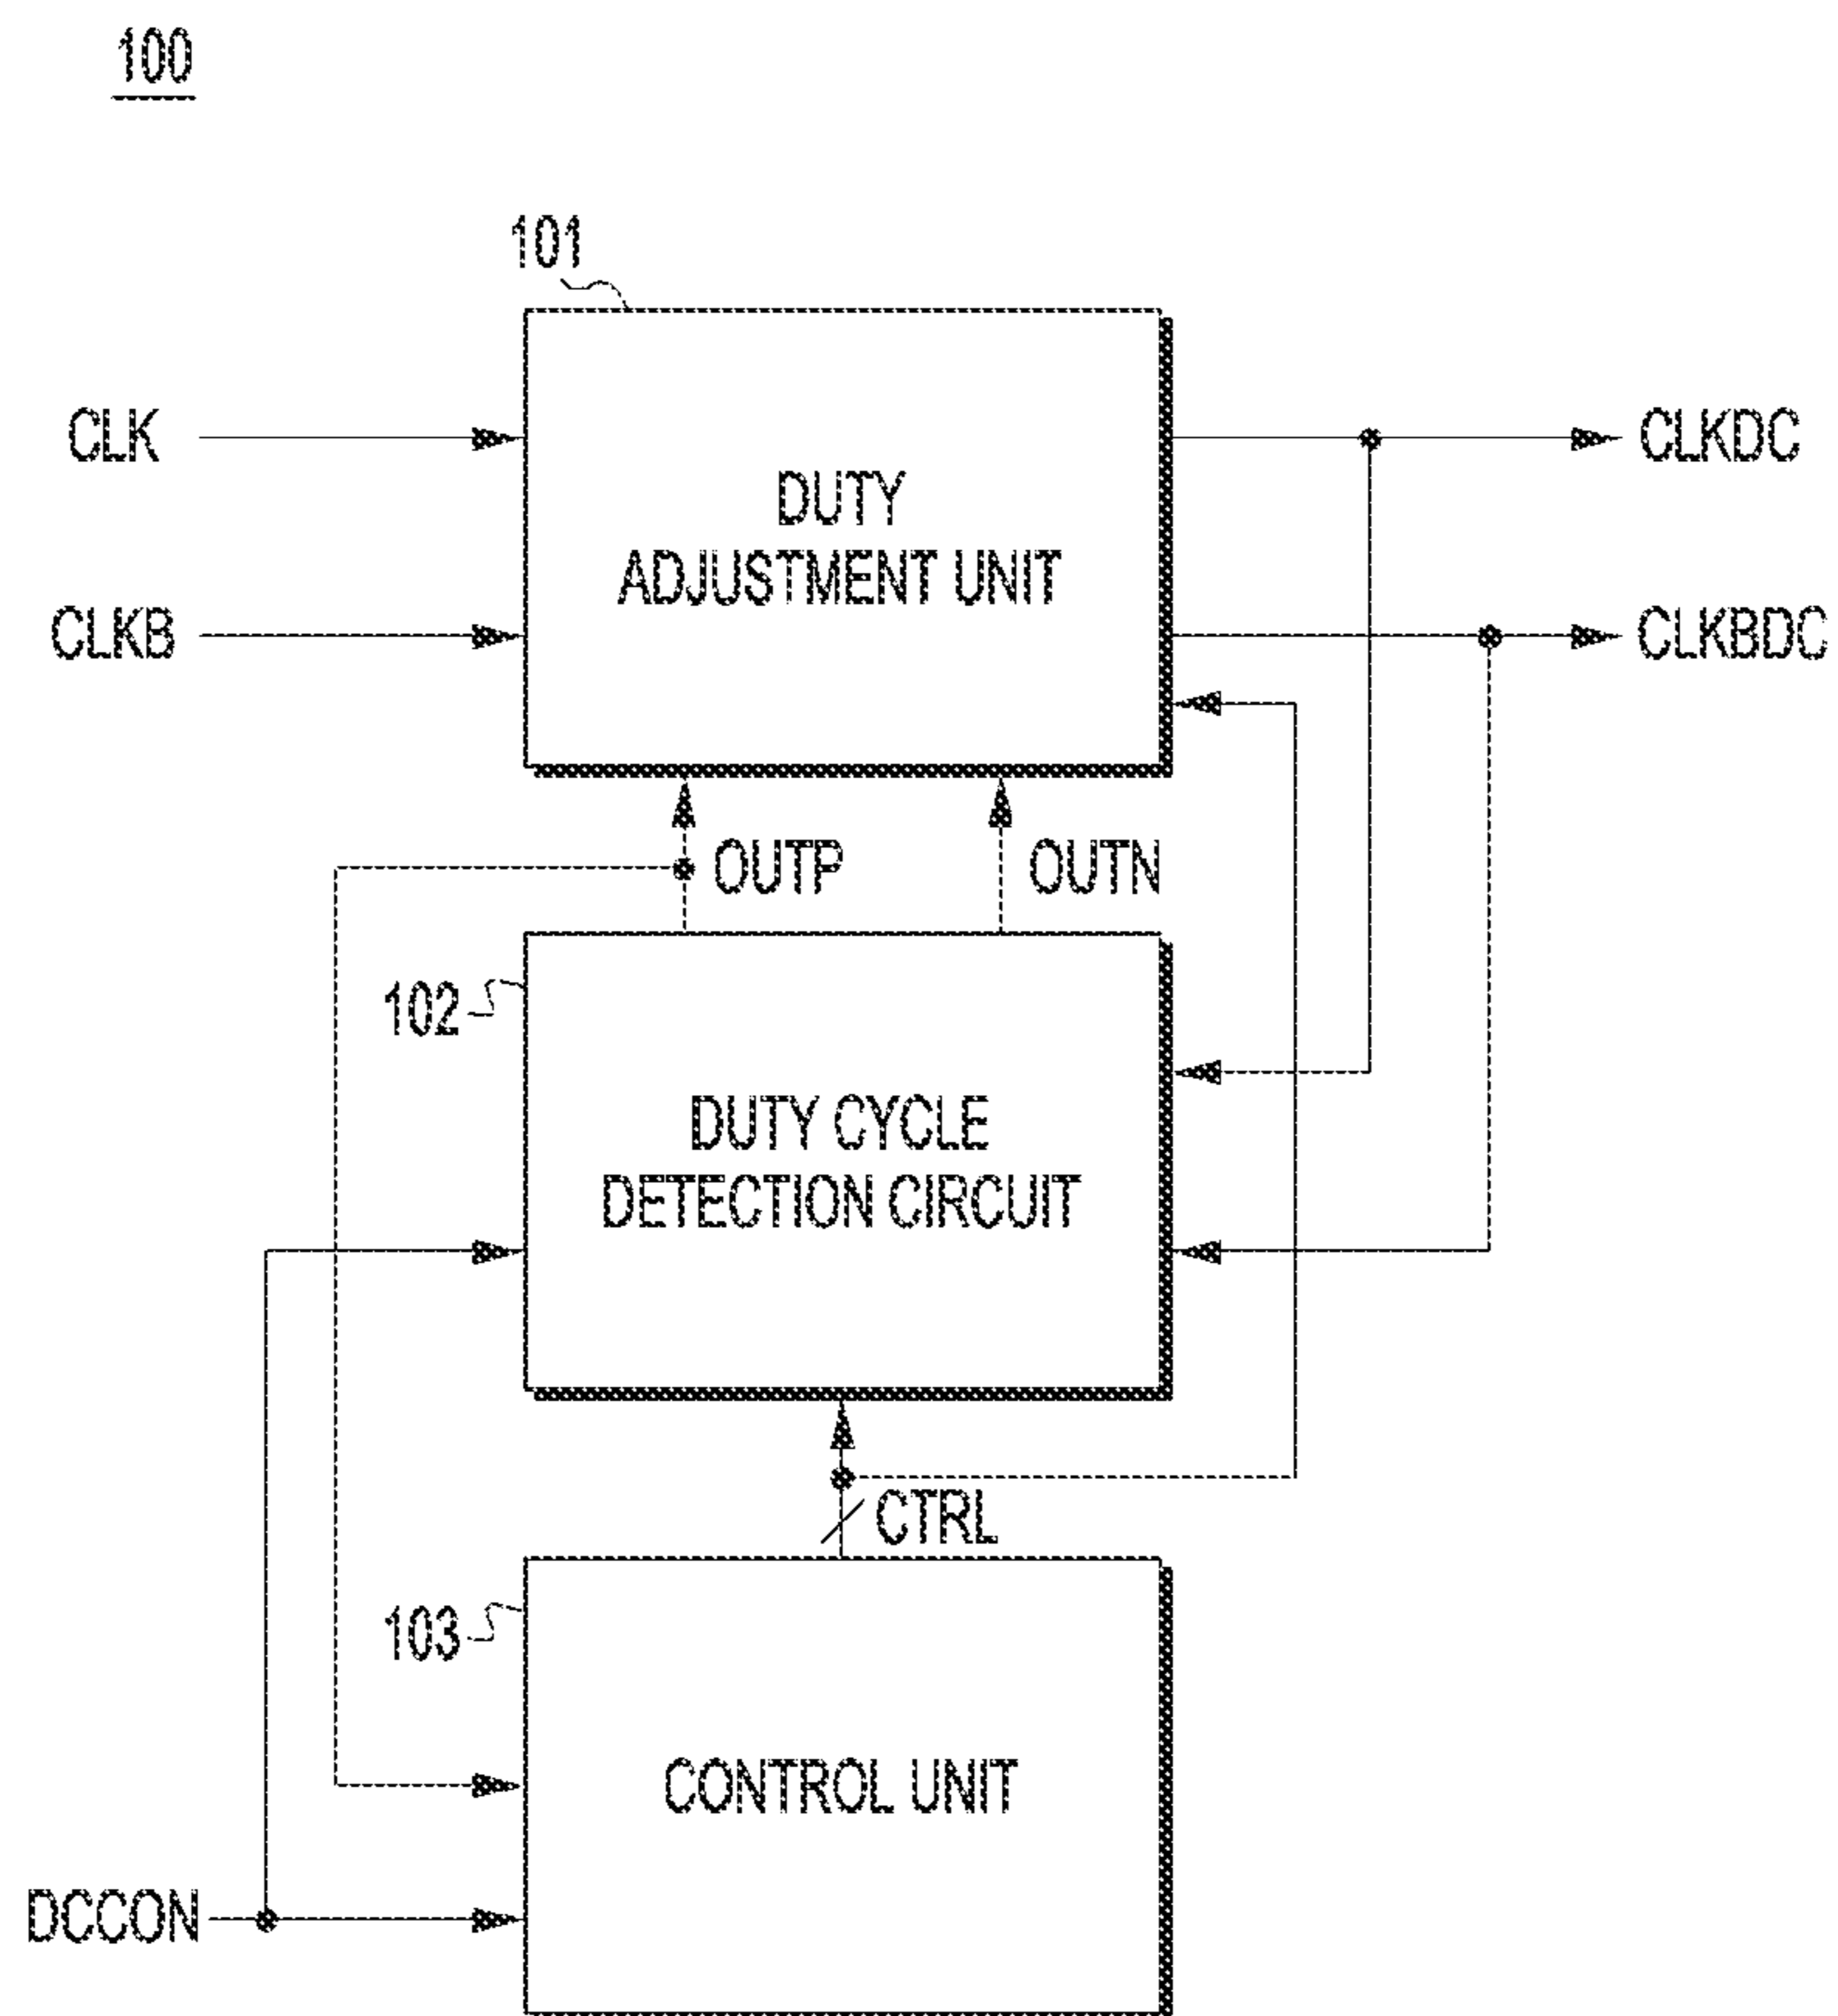 100
101
CLK
CLKDC
DUTY
ADJUSTMENT UNIT
CLKB
CLKBDC
OUTP
OUTN
102
DUTY CYCLE
DETECTION CIRCUIT
CTRL
103
CONTROL UNIT
DCCON